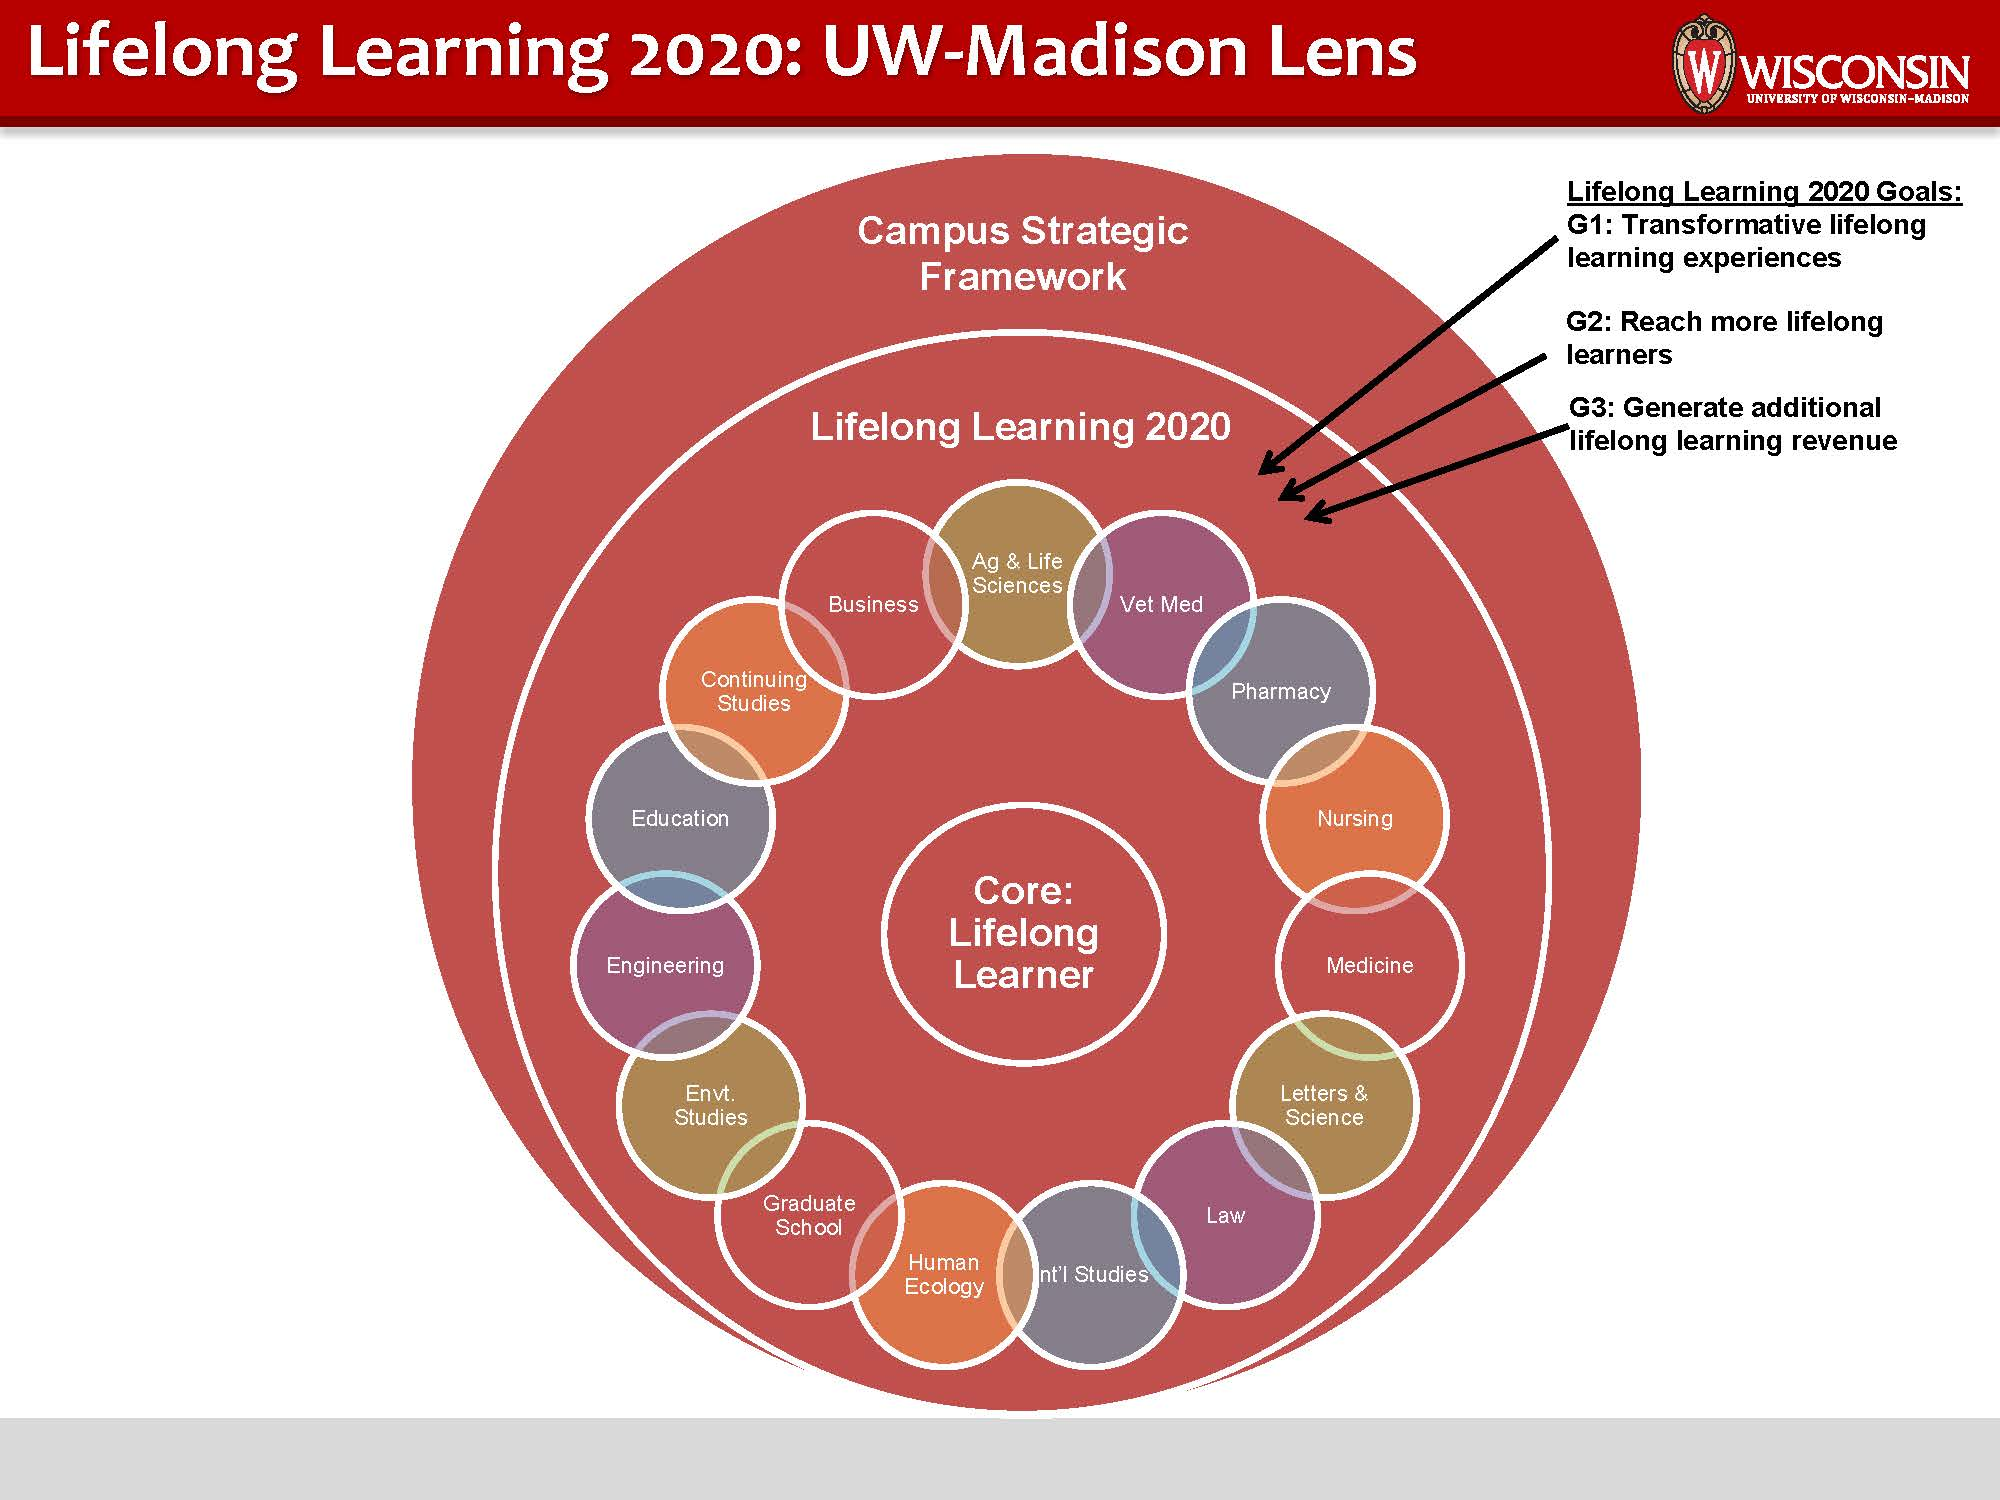 Lifelong Learning 2020: UW-Madison Lens
W
WISCONSIN
UNIVERSITY OF WISCONSIN–MADISON
Campus Strategic
Framework
Lifelong Learning 2020 Goals:
G1: Transformative lifelong
learning experiences
G2: Reach more lifelong
learners
G3: Generate additional
lifelong learning revenue
Lifelong Learning 2020
Ag & Life
Sciences
Vet Med
Pharmacy
Nursing
Medicine
Letters &
Science
Law
nt'l Studies
Human
Ecology
Graduate
School
Envt.
Studies
Engineering
Education
Continuing
Studies
Business
Core:
Lifelong
Learner